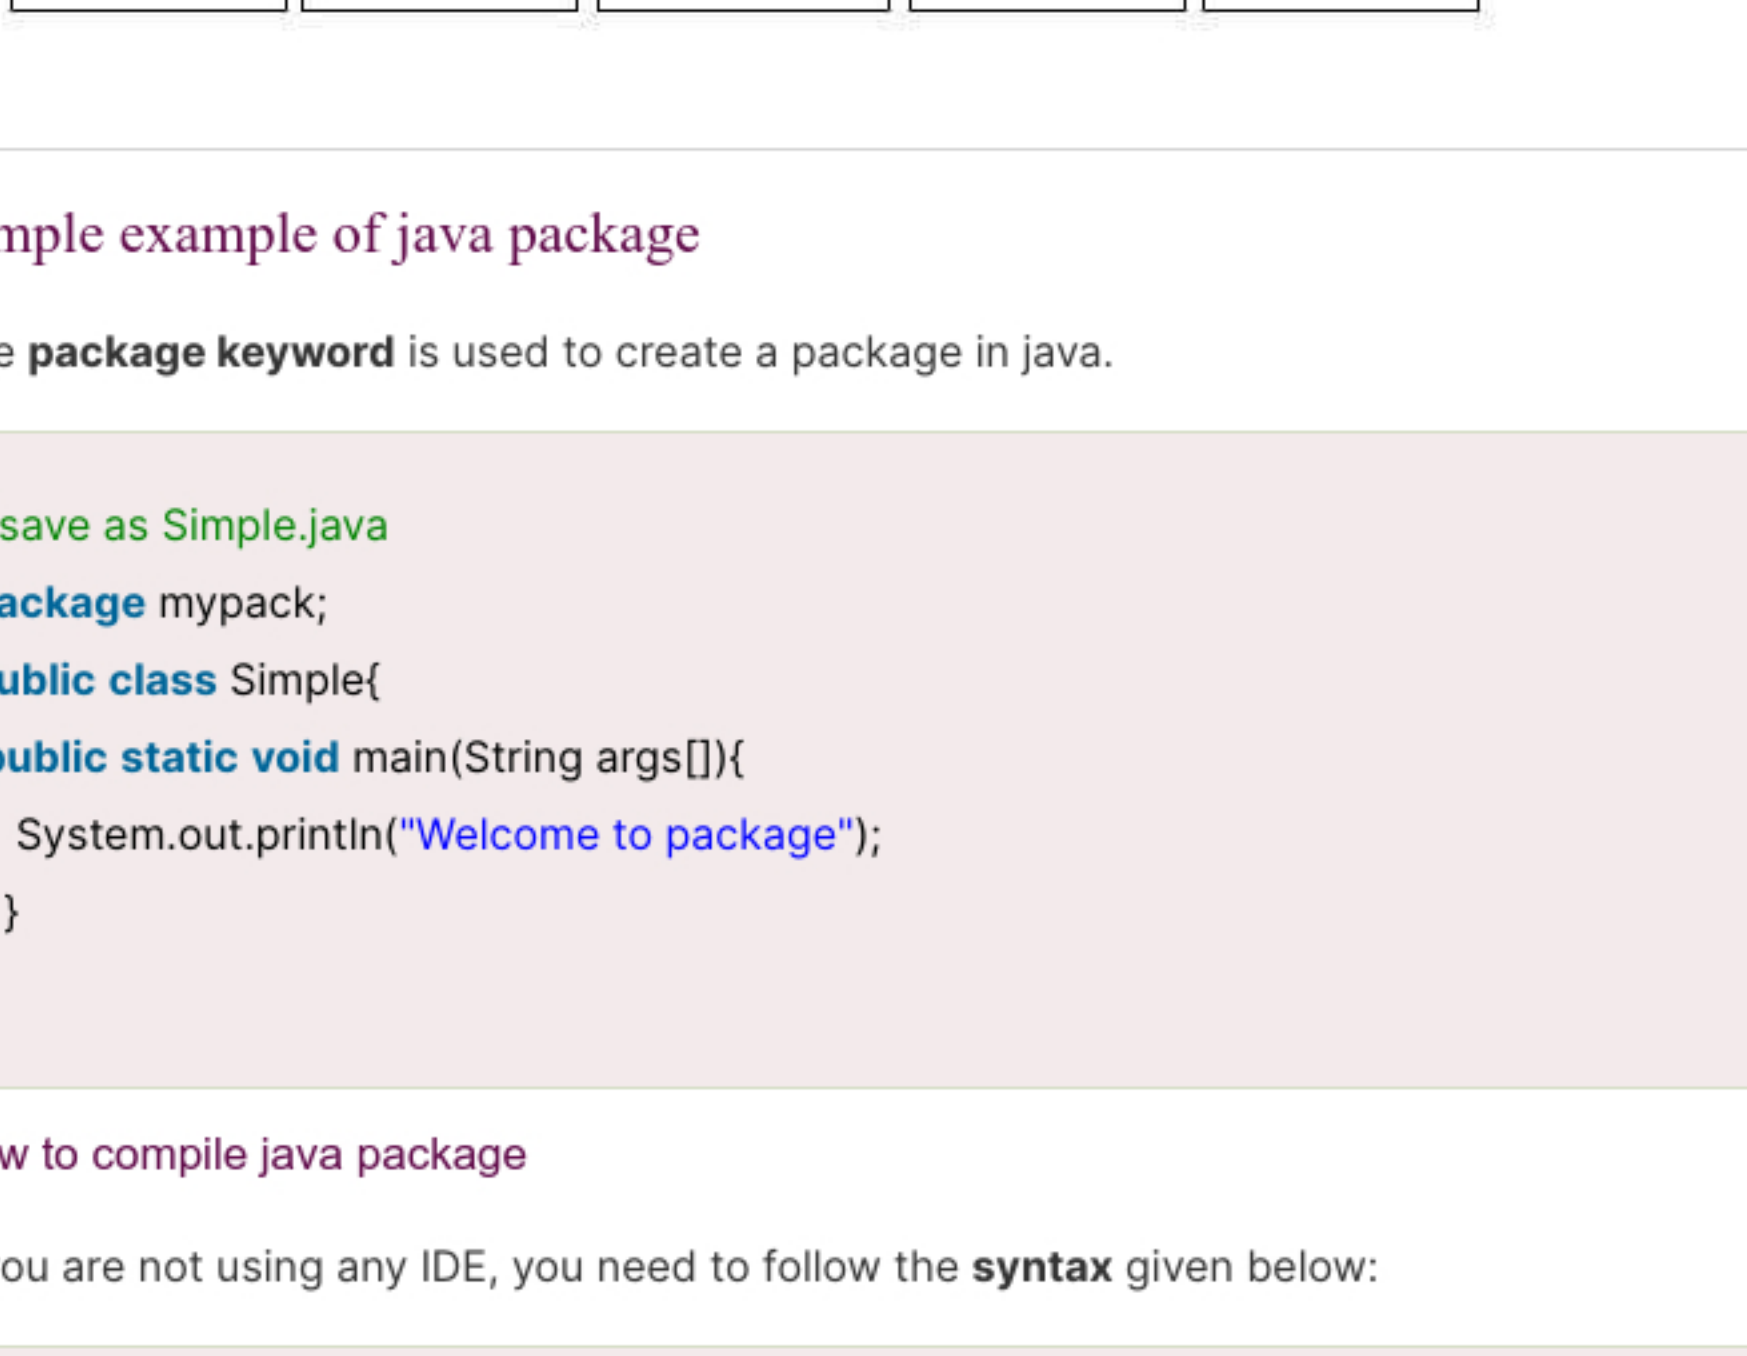 mple example of java package
e package keyword is used to create a package in java.
save as Simple.java
ackage mypack;
ublic class Simple{
public static void main(String args[]){
System.out.println("Welcome to package");
}
w to compile java package
ou are not using any IDE, you need to follow the syntax given below: